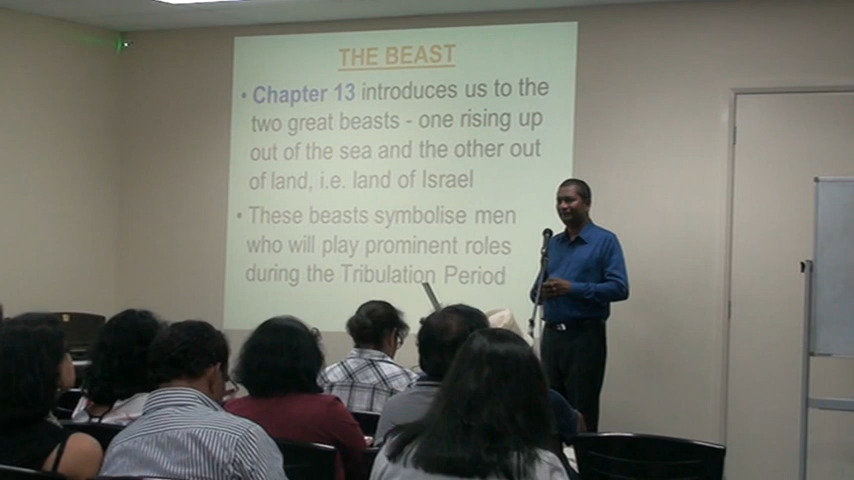 THE BEAST
• Chapter 13 introduces us to the
two great beasts - one rising up
out of the sea and the other out
of land, i.e. land of Israel
• These beasts symbolise men
who will play prominent roles
during the Tribulation Period